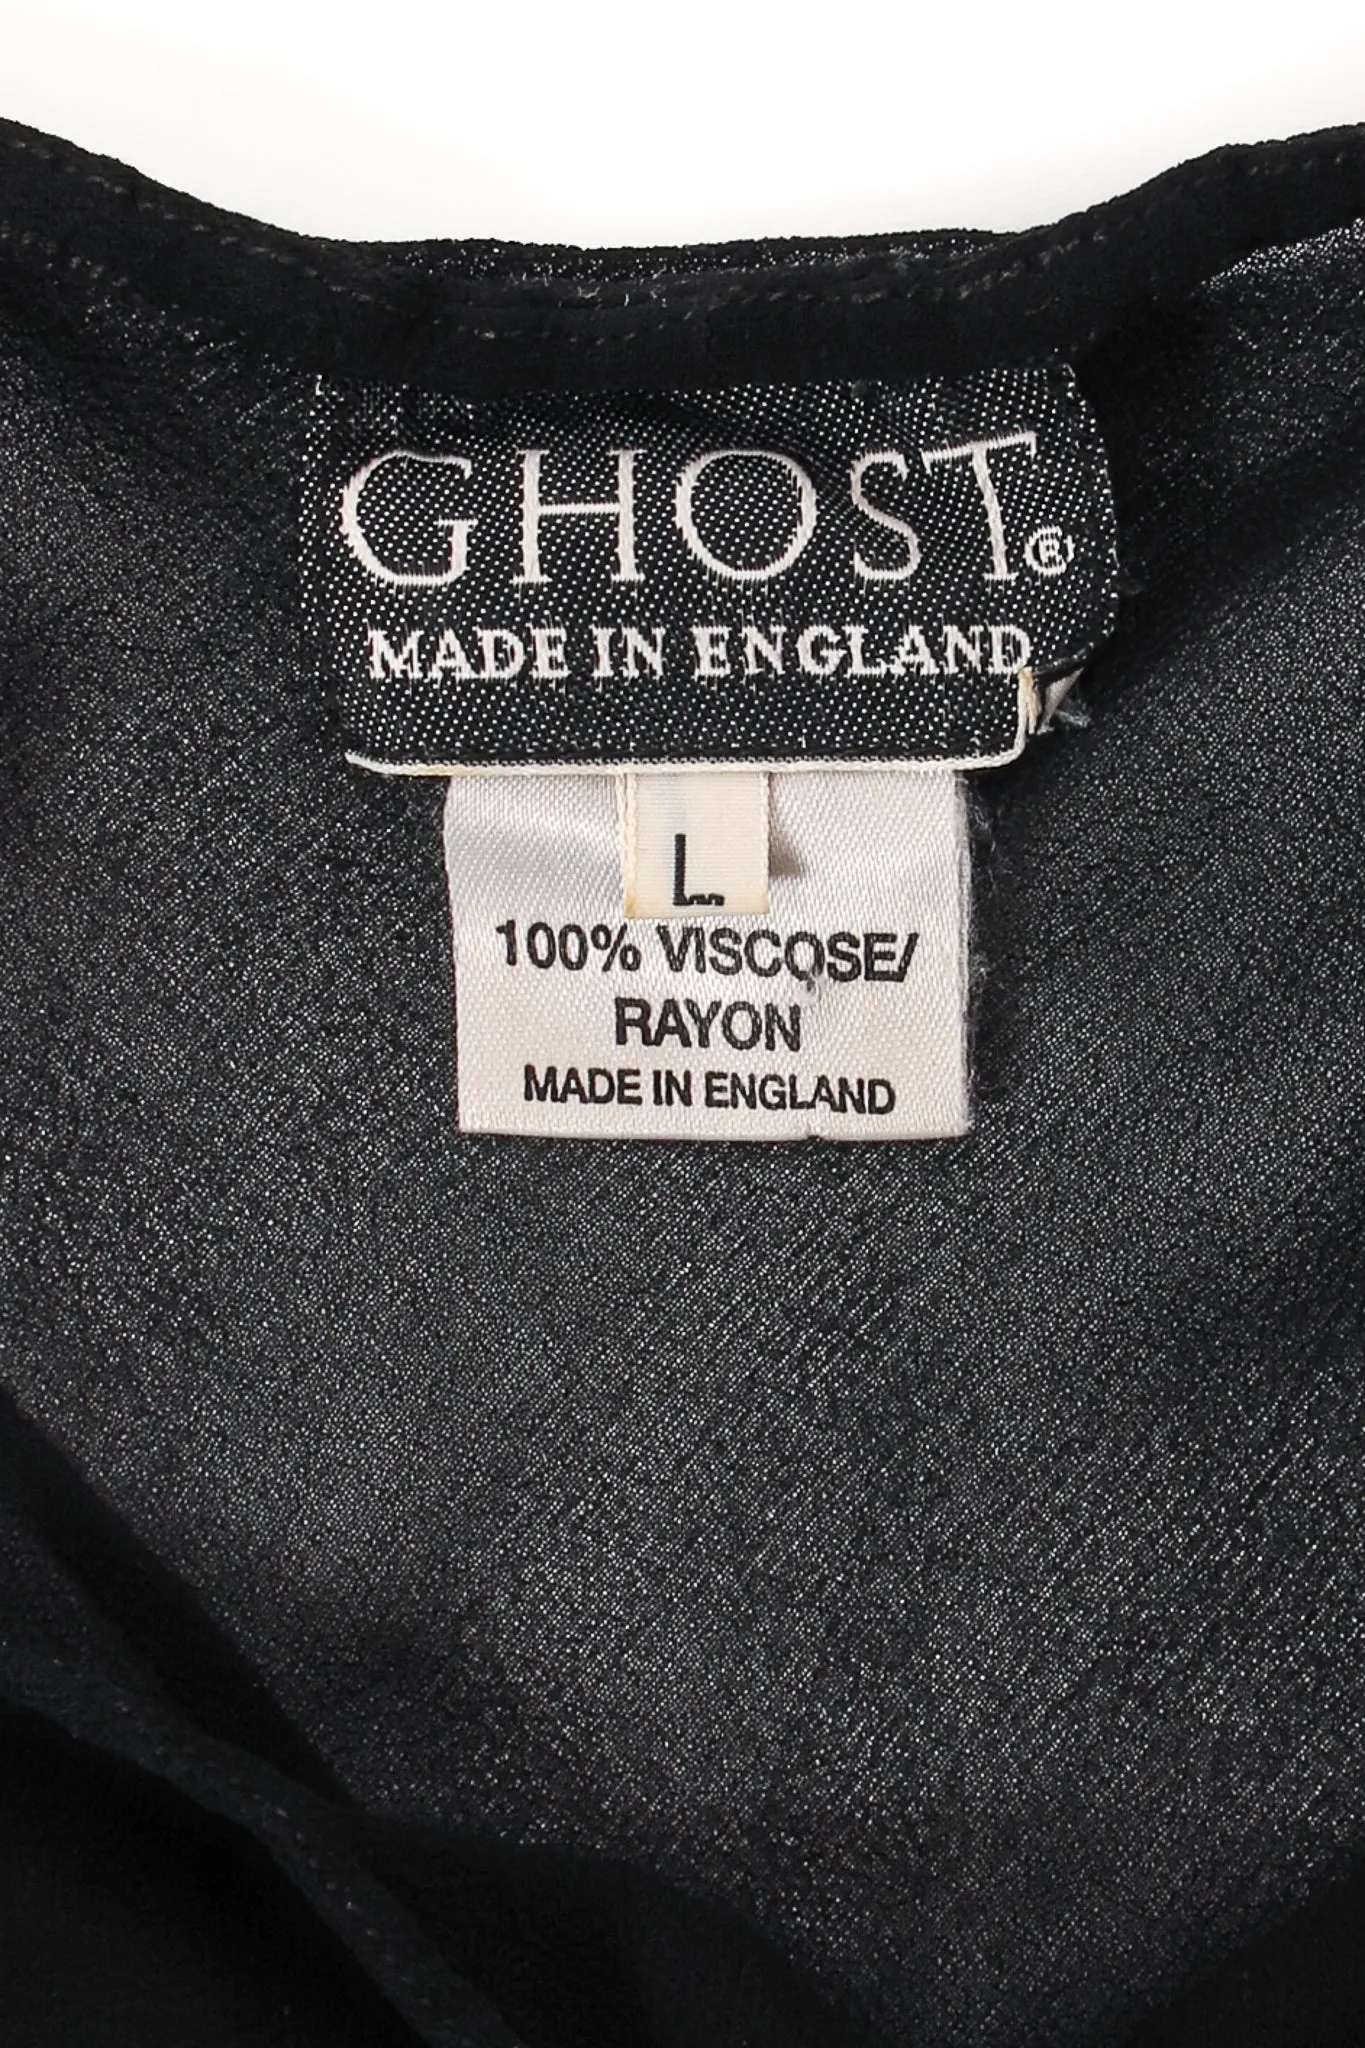 GHOST®
MADE IN ENGLAND
L
100% VISCOSE/
RAYON
MADE IN ENGLAND